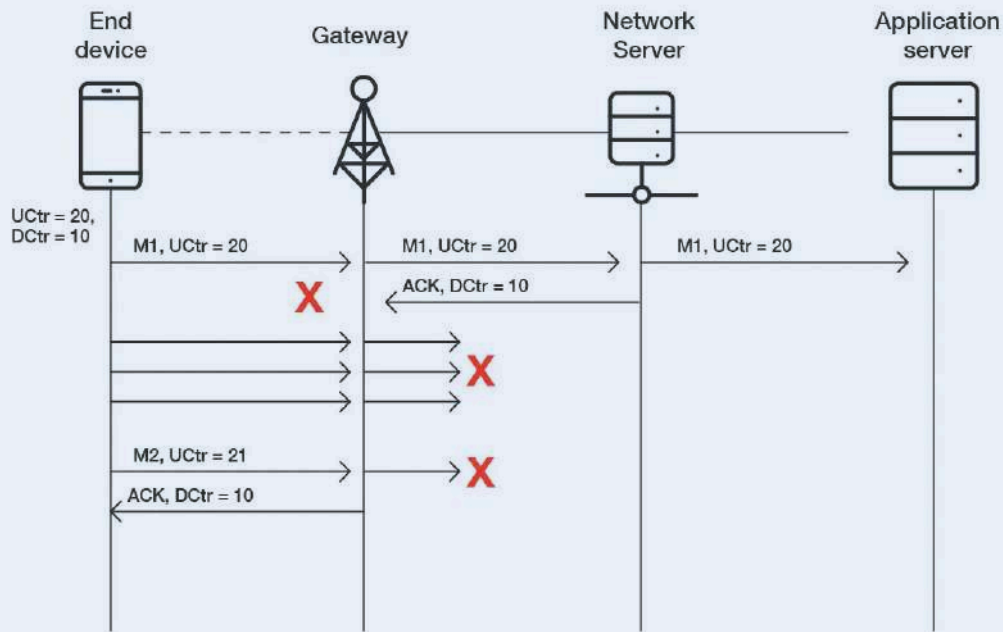 End
device
Gateway
Network
Server
Application
server
UCtr = 20,
DCtr = 10
M1, UCtr = 20
M1, UCtr = 20
M1, UCtr = 20
ACK, DCtr = 10
M2, UCtr = 21
ACK, DCtr = 10